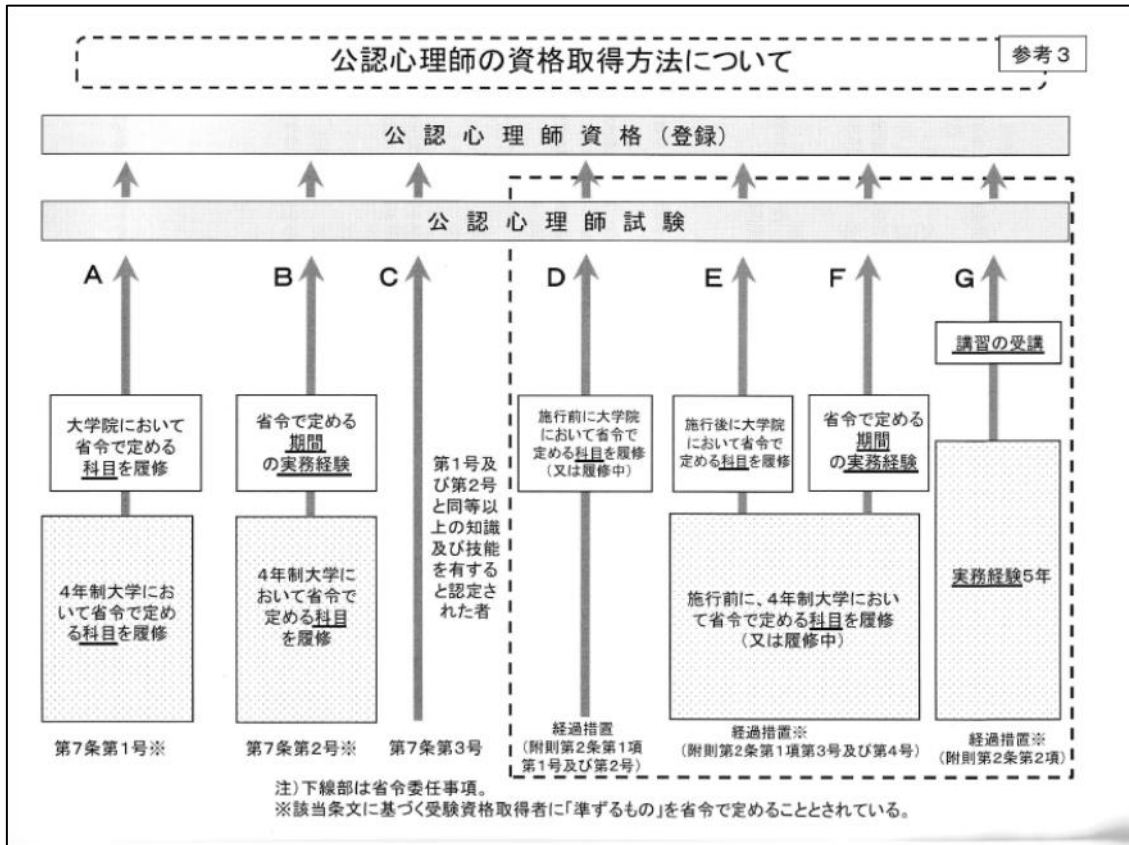 公認心理師の資格取得方法について
参考3
公認心理師資格(登録)
公認心理師試験
A
B
C
D
E
F
G
講習の受講
大学院において
省令で定める
科目を履修
省令で定める
期間
の実務経験
第1号及
び第2号
と同等以
上の知識
及び技能
を有する
と認定さ
れた者
施行前に大学院
において省令で
定める科目を履修
(又は履修中)
施行後に大学院
において省令で
定める科目を履修
省令で定める
期間
の実務経験
4年制大学にお
いて省令で定め
る科目を履修
4年制大学に
おいて省令で
定める科目
を履修
施行前に、4年制大学におい
て省令で定める科目を履修
(又は履修中)
実務経験5年
第7条第1号※
第7条第2号※
第7条第3号
経過措置
(附則第2条第1項
第1号及び第2号)
経過措置※
(附則第2条第1項第3号及び第4号)
経過措置※
(附則第2条第2項)
注)下線部は省令委任事項。
※該当条文に基づく受験資格取得者に「準ずるもの」を省令で定めることとされている。